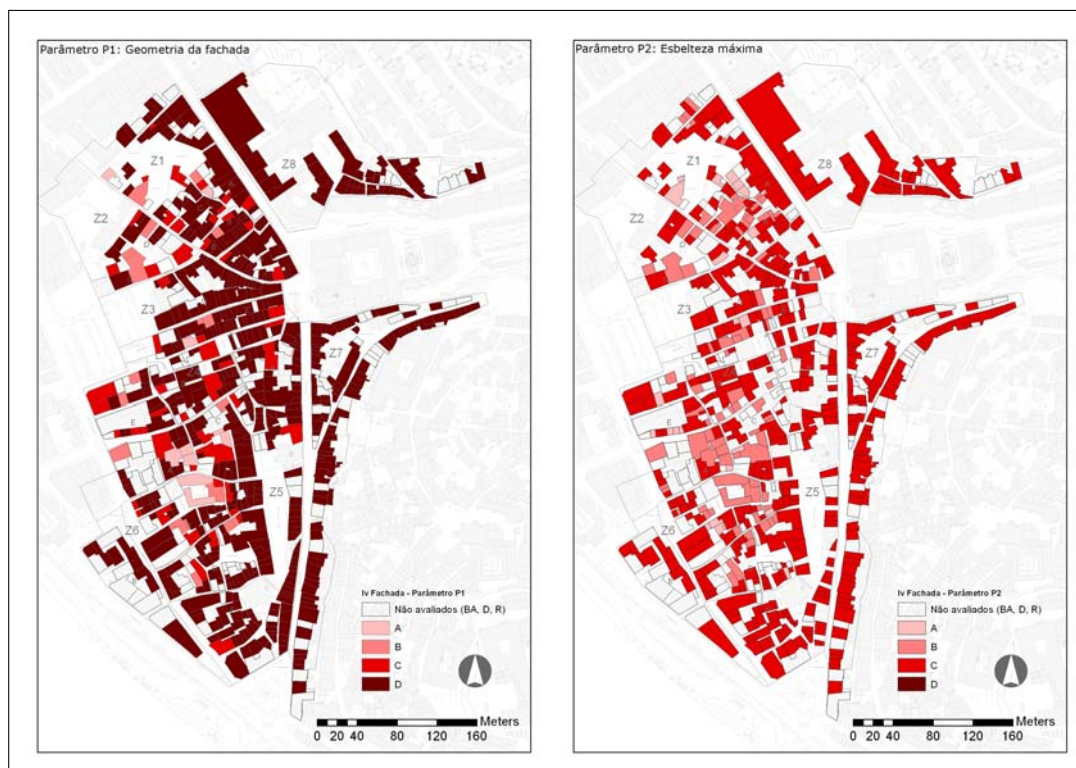 Parâmetro P1: Geometria da fachada
Z1
Z8
Z2
Z3
Z7
E
Z5
Z6
Iv Fachada - Parâmetro P1
Não avaliados (BA, D, R)
A
B
C
D
Meters
0 20 40 80 120 160
Parâmetro P2: Esbelteza máxima
Z1
Z8
Z2
Z3
Z7
E
Z5
Z6
Iv Fachada - Parâmetro P2
Não avaliados (BA, D, R)
A
B
C
D
Meters
0 20 40 80 120 160